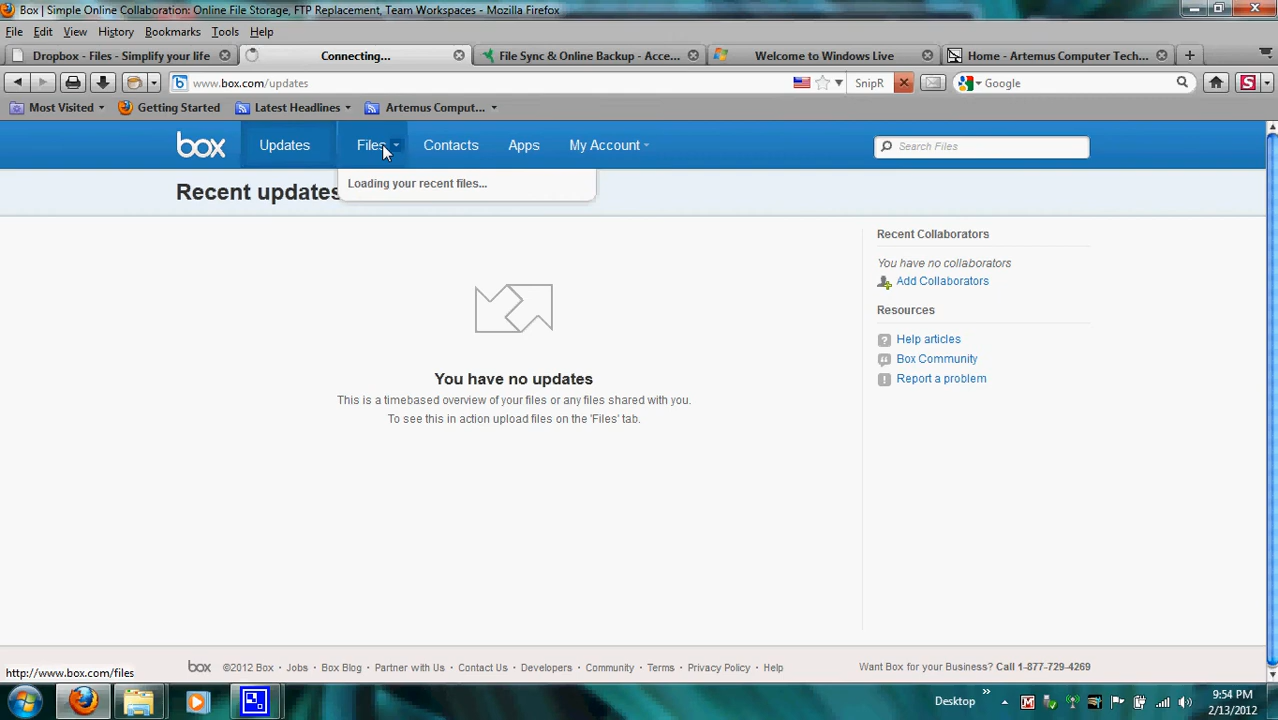 Box | Simple Online Collaboration: Online File Storage, FTP Replacement, Team Workspaces - Mozilla Firefox
File Edit View History Bookmarks Tools Help
Dropbox - Files - Simplify your life
Connecting...
File Sync & Online Backup - Acce...
Welcome to Windows Live
Home - Artemus Computer Tech...
www.box.com/updates
SnipR
Google
Most Visited
Getting Started
Latest Headlines
Artemus Comput...
box
Updates
Files
Contacts
Apps
My Account
Search Files
Loading your recent files...
Recent updates
Recent Collaborators
You have no collaborators
Add Collaborators
Resources
Help articles
Box Community
Report a problem
You have no updates
This is a timebased overview of your files or any files shared with you.
To see this in action upload files on the 'Files' tab.
box ©2012 Box · Jobs · Box Blog · Partner with Us · Contact Us · Developers · Community · Terms · Privacy Policy · Help
Want Box for your Business? Call 1-877-729-4269
http://www.box.com/files
Desktop
9:54 PM
2/13/2012